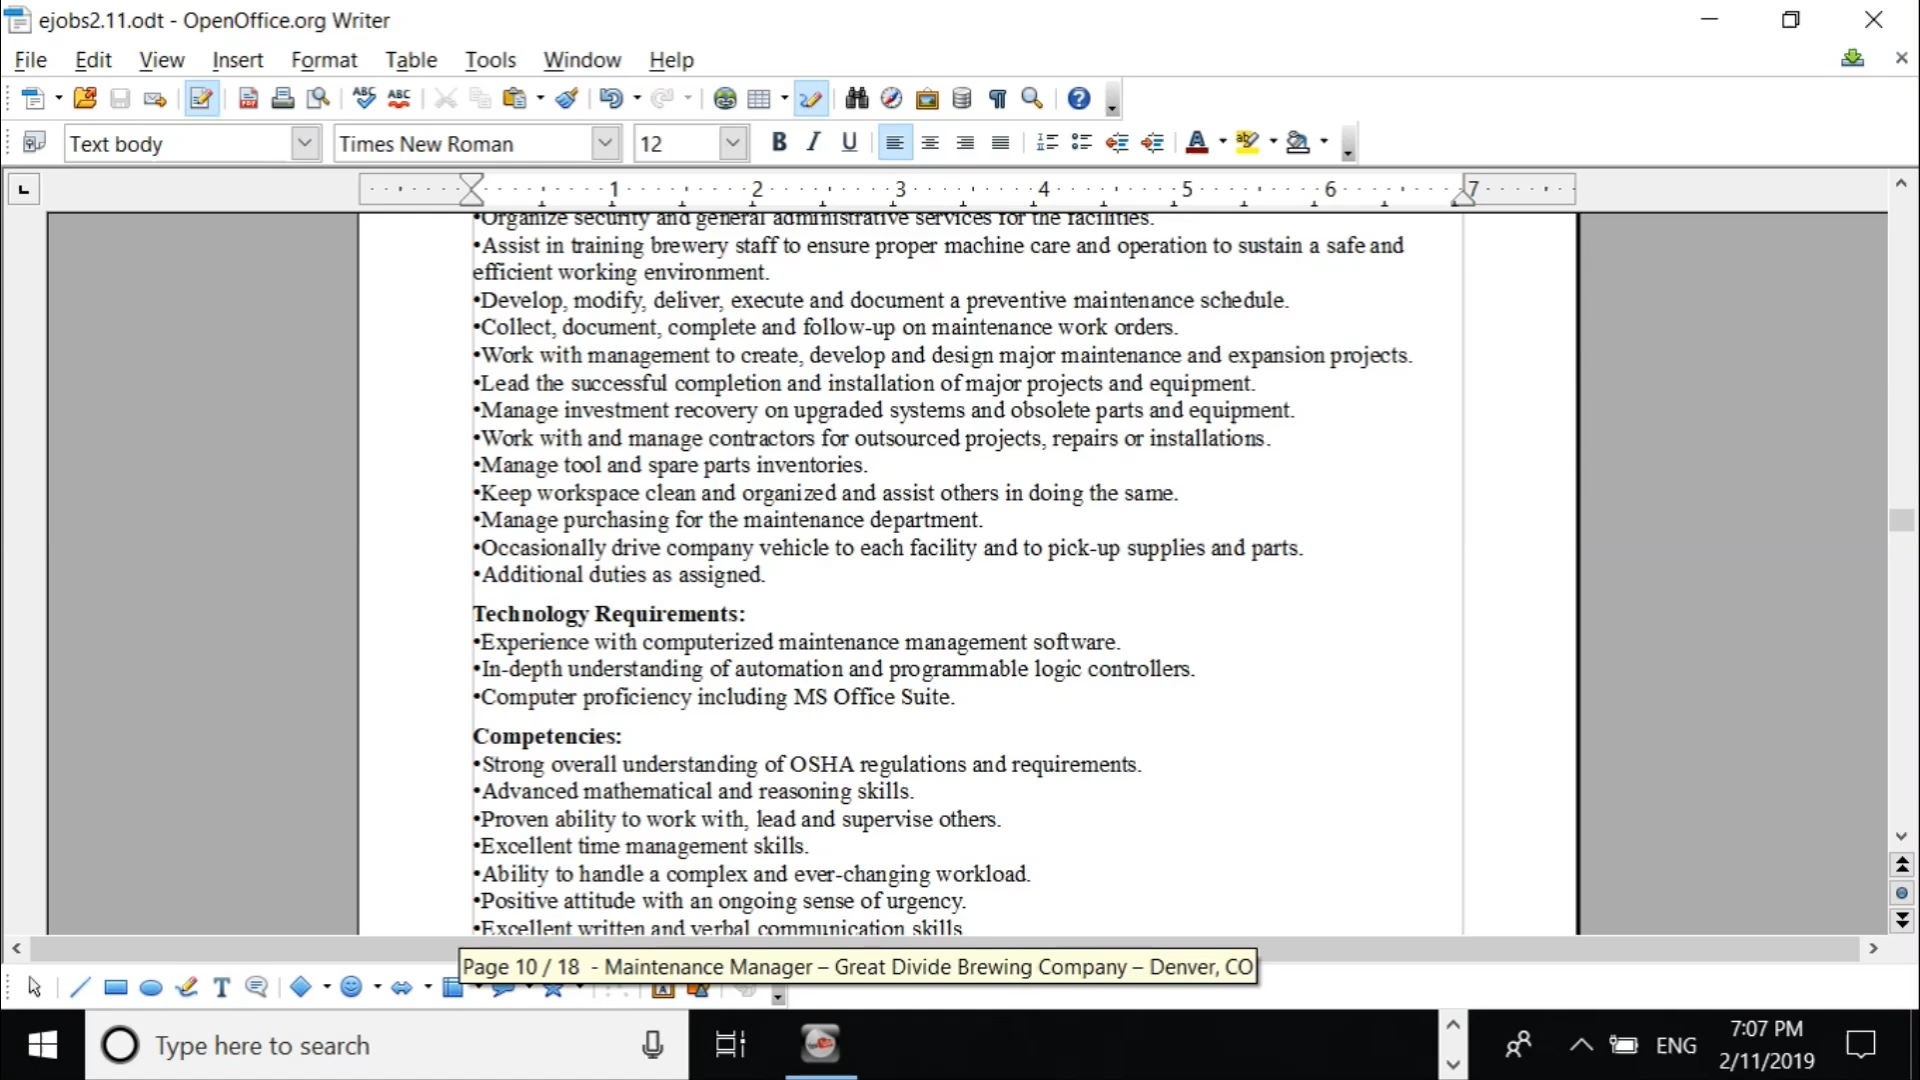 ejobs2.11.odt - OpenOffice.org Writer
File Edit View Insert Format Table Tools Window Help
Text body Times New Roman 12
1 2 3 4 5 6 7
•Organize security and general administrative services for the facilities.
•Assist in training brewery staff to ensure proper machine care and operation to sustain a safe and
efficient working environment.
•Develop, modify, deliver, execute and document a preventive maintenance schedule.
•Collect, document, complete and follow-up on maintenance work orders.
•Work with management to create, develop and design major maintenance and expansion projects.
•Lead the successful completion and installation of major projects and equipment.
•Manage investment recovery on upgraded systems and obsolete parts and equipment.
•Work with and manage contractors for outsourced projects, repairs or installations.
•Manage tool and spare parts inventories.
•Keep workspace clean and organized and assist others in doing the same.
•Manage purchasing for the maintenance department.
•Occasionally drive company vehicle to each facility and to pick-up supplies and parts.
•Additional duties as assigned.
Technology Requirements:
•Experience with computerized maintenance management software.
•In-depth understanding of automation and programmable logic controllers.
•Computer proficiency including MS Office Suite.
Competencies:
•Strong overall understanding of OSHA regulations and requirements.
•Advanced mathematical and reasoning skills.
•Proven ability to work with, lead and supervise others.
•Excellent time management skills.
•Ability to handle a complex and ever-changing workload.
•Positive attitude with an ongoing sense of urgency.
•Excellent written and verbal communication skills
Page 10 / 18 - Maintenance Manager – Great Divide Brewing Company – Denver, CO
Type here to search
ENG
7:07 PM
2/11/2019